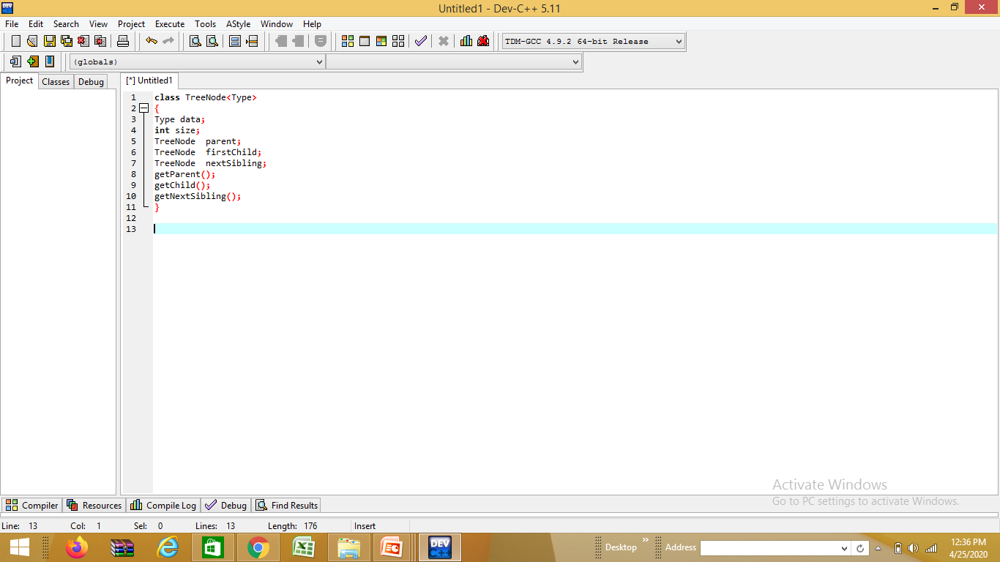 Untitled1 - Dev-C++ 5.11
File Edit Search View Project Execute Tools AStyle Window Help
TDM-GCC 4.9.2 64-bit Release
(globals)
Project Classes Debug [*] Untitled1
1 class TreeNode<Type>
2 {
3 Type data;
4 int size;
5 TreeNode  parent;
6 TreeNode  firstChild;
7 TreeNode  nextSibling;
8 getParent();
9 getChild();
10 getNextSibling();
11 }
12
13
Activate Windows
Go to PC settings to activate Windows.
Compiler Resources Compile Log Debug Find Results
Line: 13 Col: 1 Sel: 0 Lines: 13 Length: 176 Insert
DEV C++ Desktop » Address 12:36 PM
4/25/2020